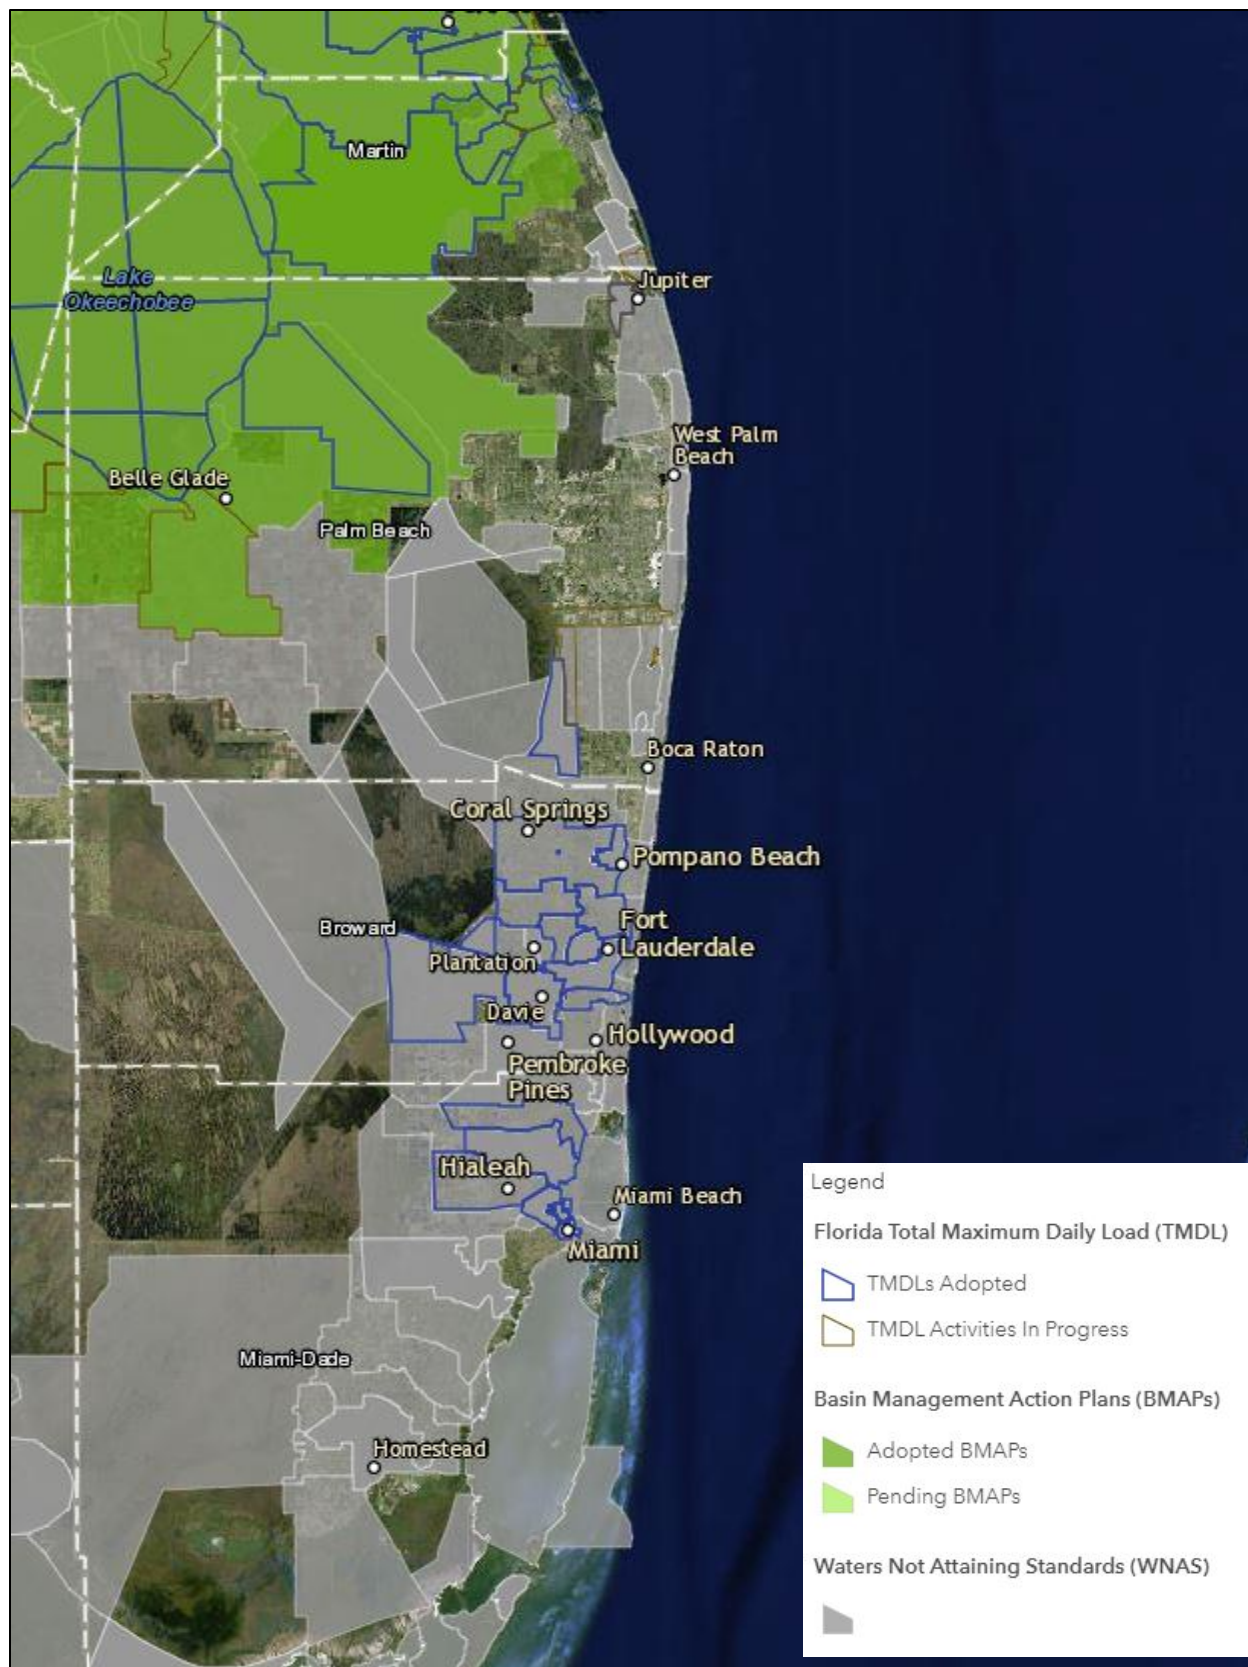 Martin
Lake
Okeechobee
Jupiter
West Palm
Beach
Belle Glade
Palm Beach
Boca Raton
Coral Springs
Pompano Beach
Broward
Fort
Lauderdale
Plantation
Davie
Hollywood
Pembroke
Pines
Hialeah
Miami Beach
Miami
Miami-Dade
Homestead
Legend
Florida Total Maximum Daily Load (TMDL)
TMDLs Adopted
TMDL Activities In Progress
Basin Management Action Plans (BMAPs)
Adopted BMAPs
Pending BMAPs
Waters Not Attaining Standards (WNAS)